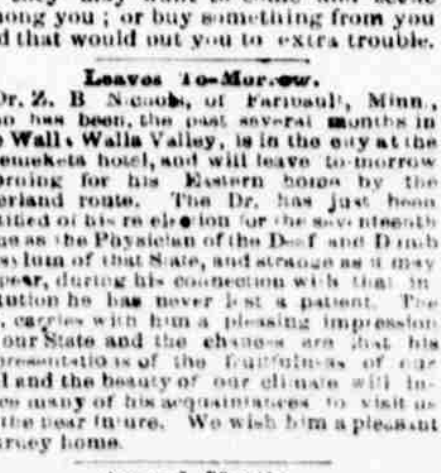 mong you ; or buy something from you
d that would put you to extra trouble.
Leaves To-Morrow.
Dr. Z. B Nichols, of Faribault, Minn.,
o has been, the past several months in
e Walla Walla Valley, is in the city at the
emeketa hotel, and will leave to-morrow
orning for his Eastern home by the
erland route. The Dr. has just been
tified of his re election for the seventeenth
me as the Physician of the Deaf and Dumb
sylum of that State, and strange as it may
pear, during his connection with that in
titution he has never lost a patient. The
, carries with him a pleasing impression
our State and the chances are that his
presentations of the fruitfulness of our
l and the beauty of our climate will in-
ce many of his acquaintances to visit us
the near future. We wish him a pleasant
urney home.